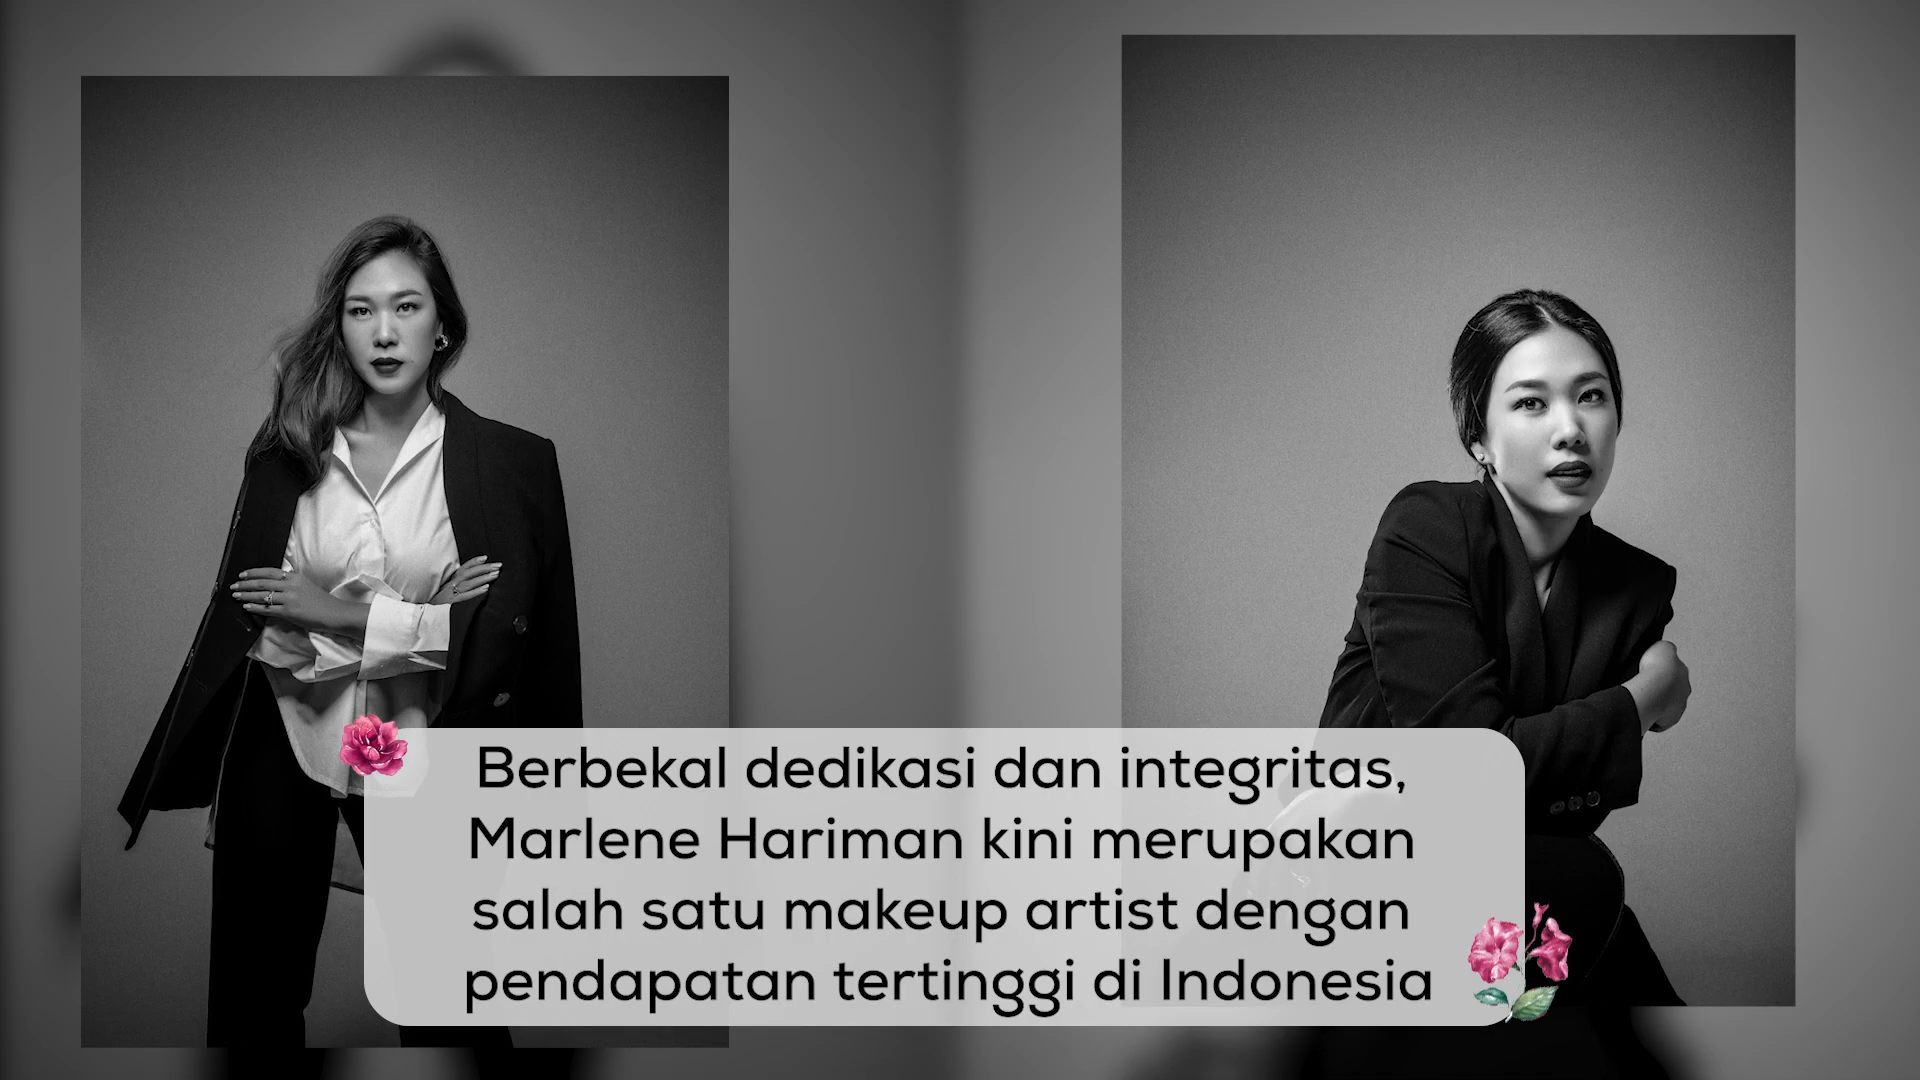 Berbekal dedikasi dan integritas,
Marlene Hariman kini merupakan
salah satu makeup artist dengan
pendapatan tertinggi di Indonesia